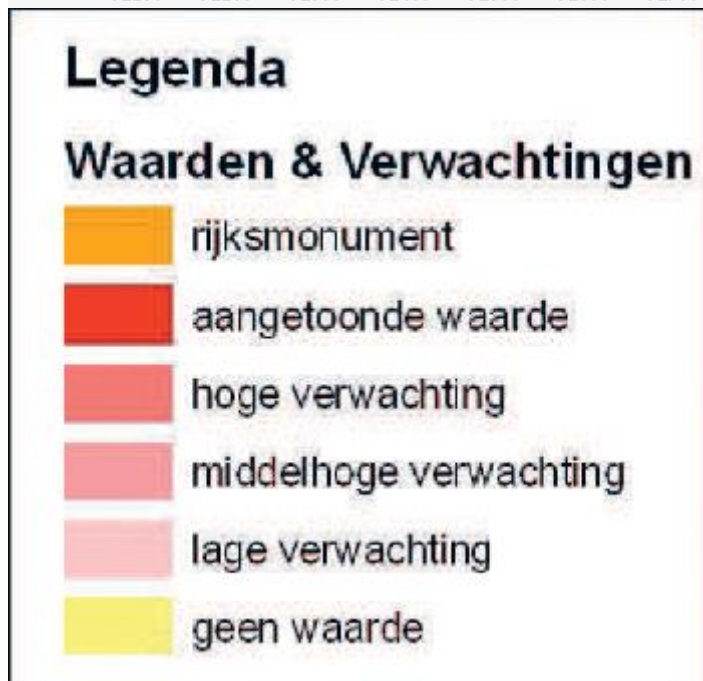 Legenda
Waarden & Verwachtingen
rijksmonument
aangetoonde waarde
hoge verwachting
middelhoge verwachting
lage verwachting
geen waarde